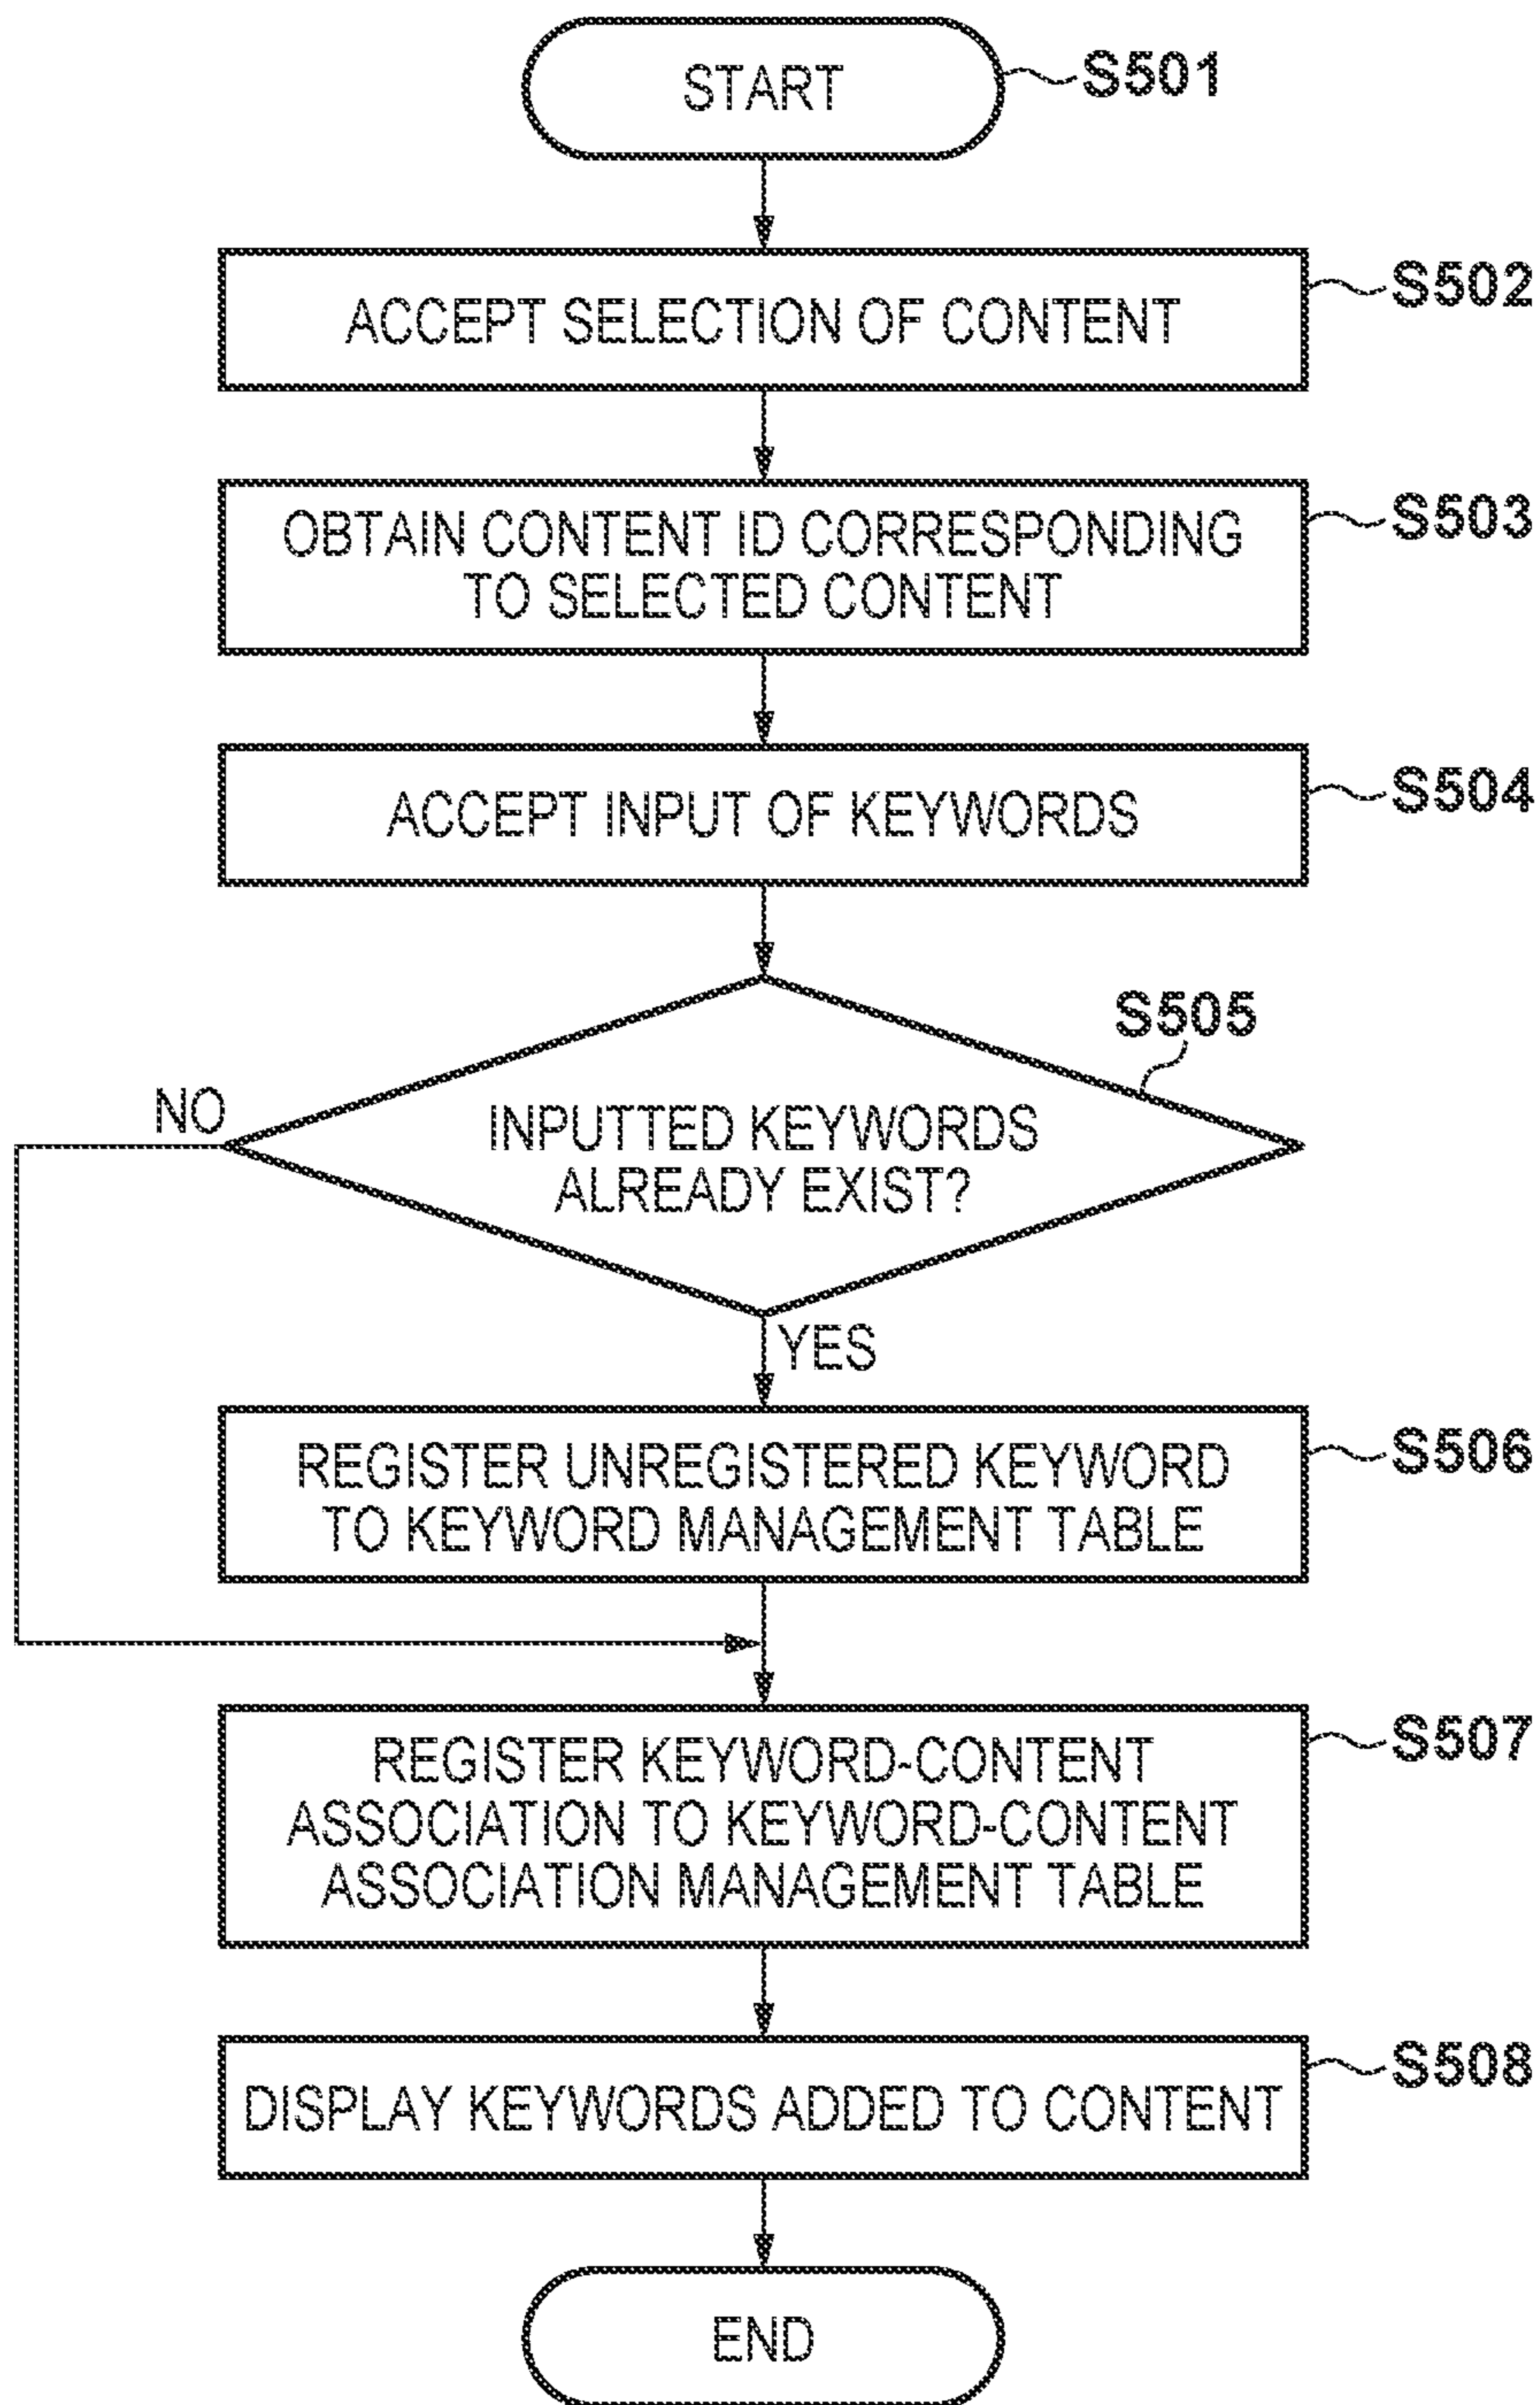 START
S501
ACCEPT SELECTION OF CONTENT
S502
OBTAIN CONTENT ID CORRESPONDING
TO SELECTED CONTENT
S503
ACCEPT INPUT OF KEYWORDS
S504
S505
NO
INPUTTED KEYWORDS
ALREADY EXIST?
YES
REGISTER UNREGISTERED KEYWORD
TO KEYWORD MANAGEMENT TABLE
S506
REGISTER KEYWORD-CONTENT
ASSOCIATION TO KEYWORD-CONTENT
ASSOCIATION MANAGEMENT TABLE
S507
DISPLAY KEYWORDS ADDED TO CONTENT
S508
END